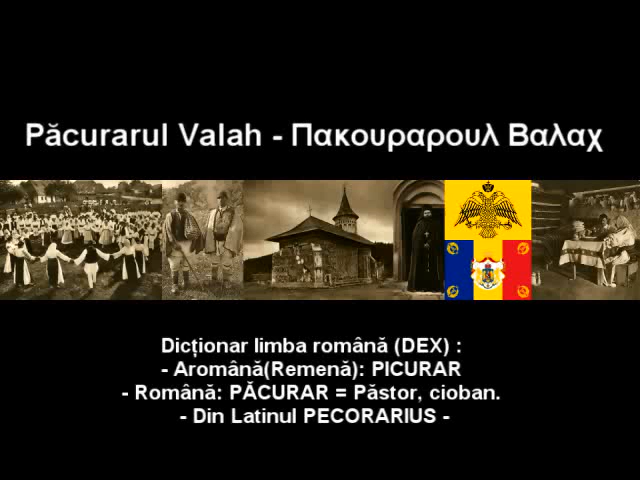 Păcurarul Valah - Πακουραρουλ Βαλαχ
Dicționar limba română (DEX) :
- Aromână(Remenă): PICURAR
- Română: PĂCURAR = Păstor, cioban.
- Din Latinul PECORARIUS -